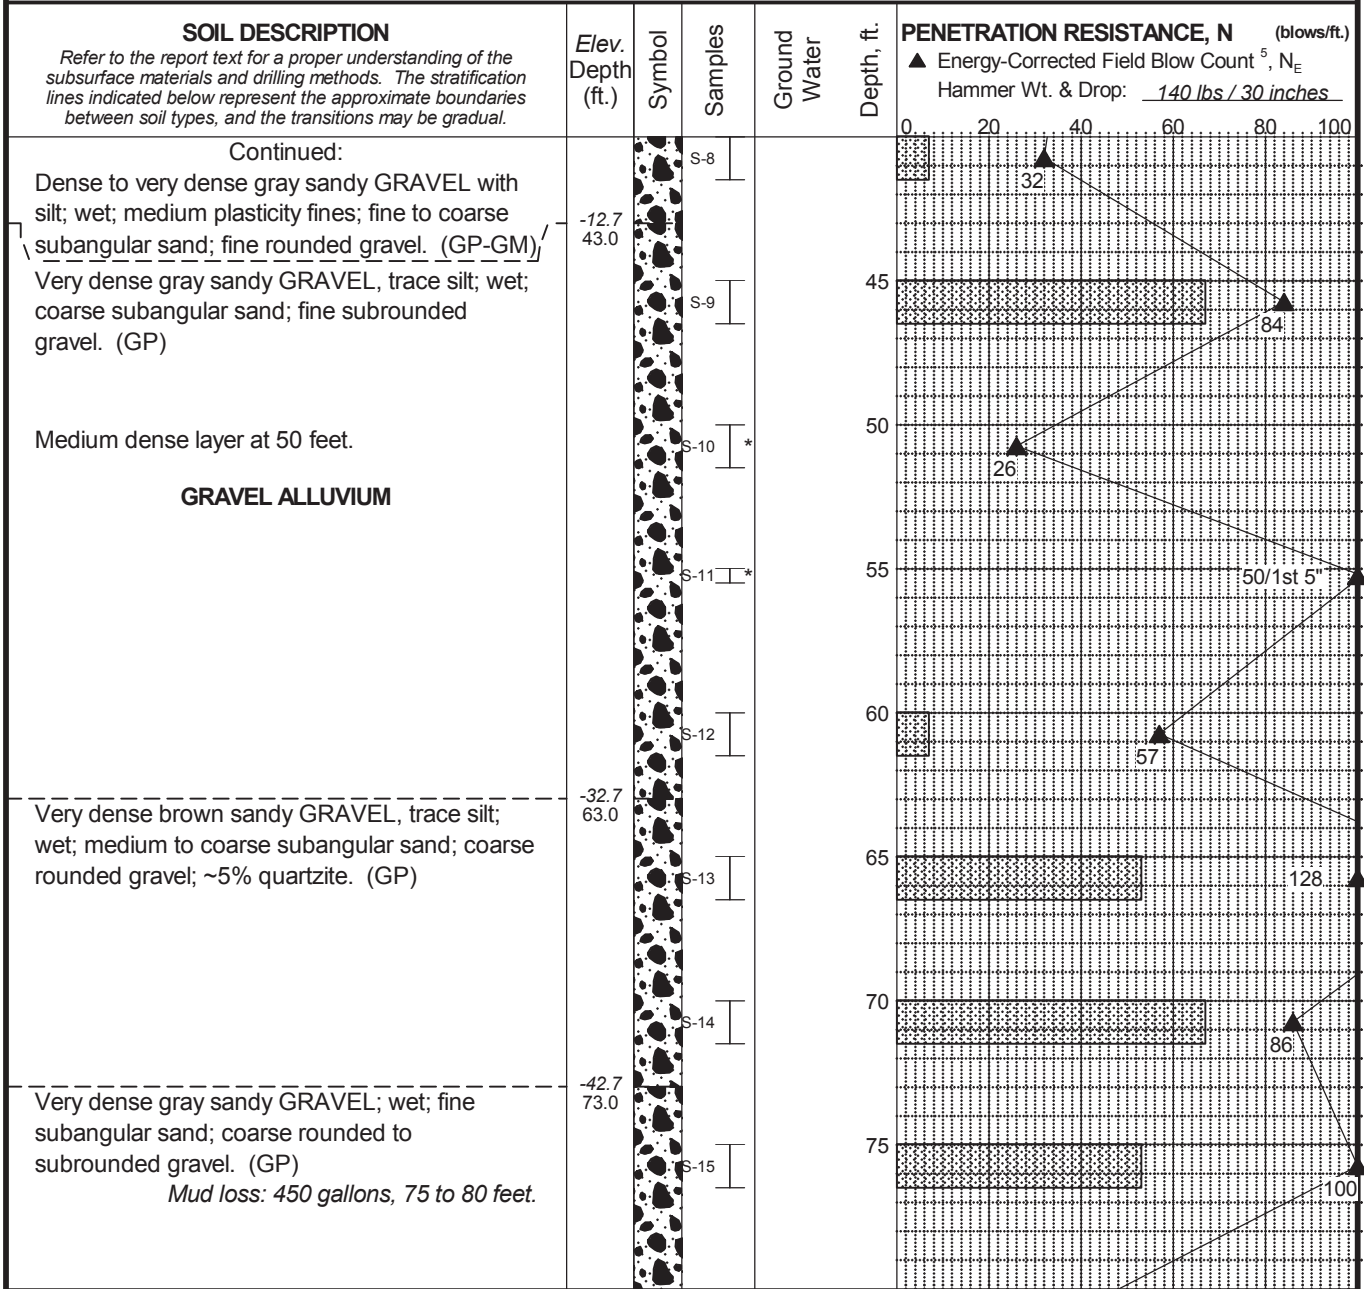 SOIL DESCRIPTION
Refer to the report text for a proper understanding of the
subsurface materials and drilling methods. The stratification
lines indicated below represent the approximate boundaries
between soil types, and the transitions may be gradual.
Elev.
Depth
(ft.)
Symbol
Samples
Ground
Water
Depth, ft.
PENETRATION RESISTANCE, N (blows/ft.)
▲ Energy-Corrected Field Blow Count ⁵, N_E
Hammer Wt. & Drop: 140 lbs / 30 inches
0 20 40 60 80 100
Continued:
Dense to very dense gray sandy GRAVEL with
silt; wet; medium plasticity fines; fine to coarse
subangular sand; fine rounded gravel. (GP-GM)
-12.7
43.0
Very dense gray sandy GRAVEL, trace silt; wet;
coarse subangular sand; fine subrounded
gravel. (GP)
Medium dense layer at 50 feet.
GRAVEL ALLUVIUM
-32.7
63.0
Very dense brown sandy GRAVEL, trace silt;
wet; medium to coarse subangular sand; coarse
rounded gravel; ~5% quartzite. (GP)
-42.7
73.0
Very dense gray sandy GRAVEL; wet; fine
subangular sand; coarse rounded to
subrounded gravel. (GP)
Mud loss: 450 gallons, 75 to 80 feet.
S-8
S-9
S-10 *
S-11 *
S-12
S-13
S-14
S-15
45
50
55
60
65
70
75
32
84
26
50/1st 5"
57
128
86
100